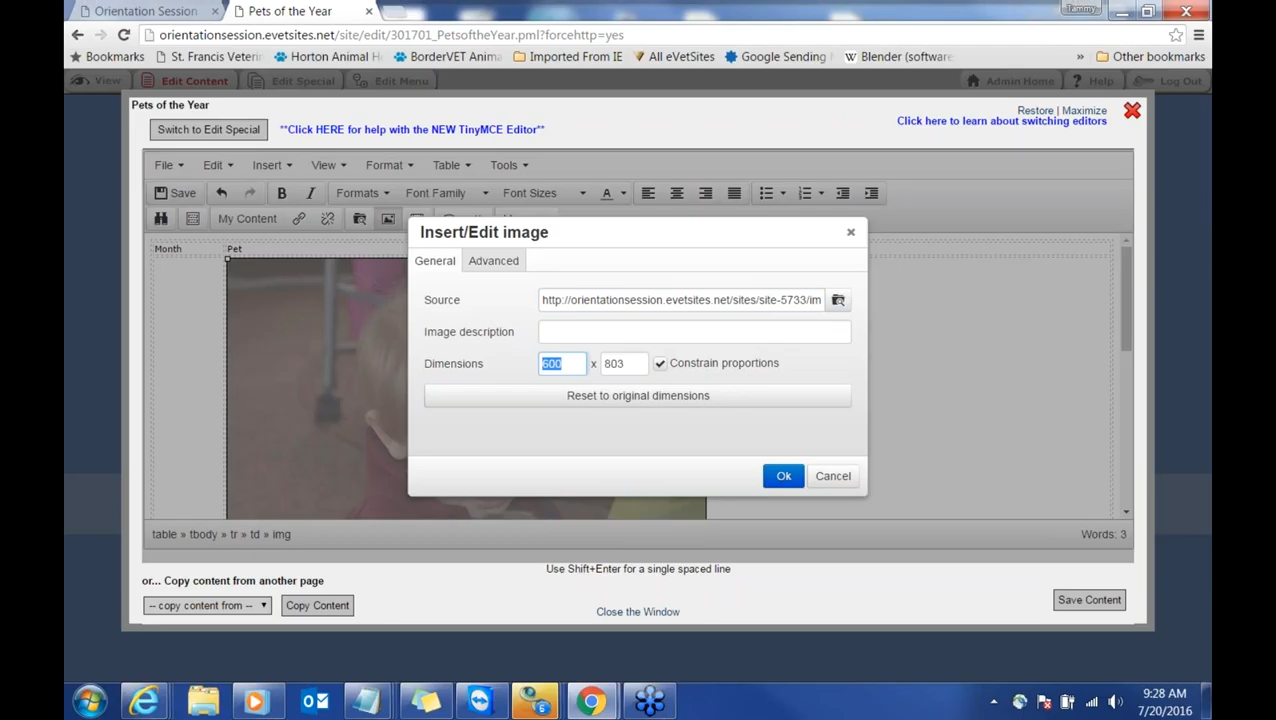 Orientation Session
Pets of the Year
Tammy
orientationsession.evetsites.net/site/edit/301701_PetsoftheYear.pml?forcehttp=yes
Bookmarks St. Francis Veterin Horton Animal H BorderVET Anima Imported From IE All eVetSites Google Sending Blender (software » Other bookmarks
View Edit Content Edit Special Edit Menu Admin Home Help Log Out
Pets of the Year
Restore | Maximize
Switch to Edit Special **Click HERE for help with the NEW TinyMCE Editor** Click here to learn about switching editors
File Edit Insert View Format Table Tools
Save B I Formats Font Family Font Sizes A
My Content
Insert/Edit image
Month Pet
General Advanced
Source http://orientationsession.evetsites.net/sites/site-5733/im
Image description
Dimensions 600 x 803 Constrain proportions
Reset to original dimensions
Ok Cancel
table » tbody » tr » td » img Words: 3
Use Shift+Enter for a single spaced line
or... Copy content from another page
-- copy content from -- Copy Content Save Content
Close the Window
9:28 AM
7/20/2016